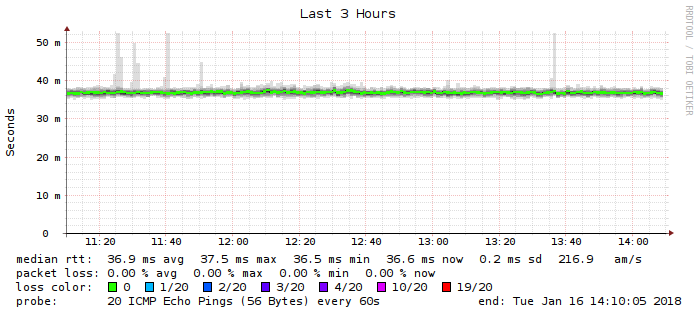 Last 3 Hours
RRDTOOL / TOBI OETIKER
Seconds
50 m
40 m
30 m
20 m
10 m
0
11:20 11:40 12:00 12:20 12:40 13:00 13:20 13:40 14:00
median rtt: 36.9 ms avg 37.5 ms max 36.5 ms min 36.6 ms now 0.2 ms sd 216.9 am/s
packet loss: 0.00 % avg 0.00 % max 0.00 % min 0.00 % now
loss color: 0 1/20 2/20 3/20 4/20 10/20 19/20
probe: 20 ICMP Echo Pings (56 Bytes) every 60s end: Tue Jan 16 14:10:05 2018